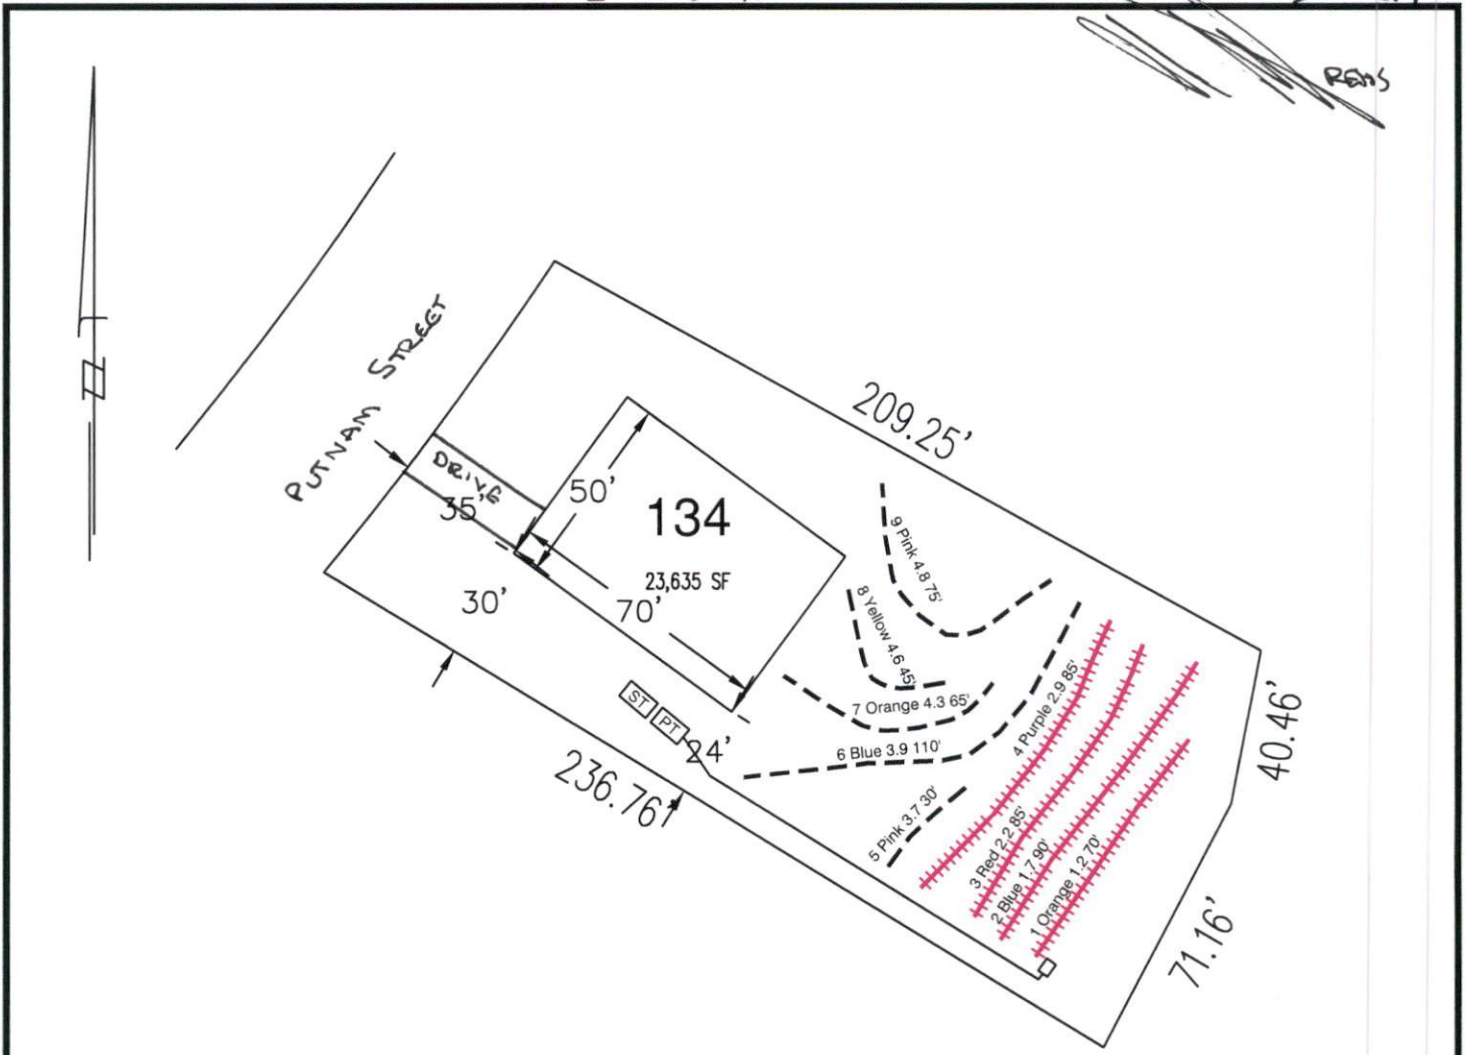 REDS
N
PUTNAM STREET
209.25'
DRIVE
35'
50'
134
23,635 SF
30'
70'
9 Pink 4.8 75'
8 Yellow 4.6 45'
7 Orange 4.3 65'
6 Blue 3.9 110'
4 Purple 2.9 85'
5 Pink 3.7 30'
3 Red 2.2 85'
2 Blue 1.7 90'
1 Orange 1.2 70'
ST
PT
24'
236.76'
40.46'
71.16'